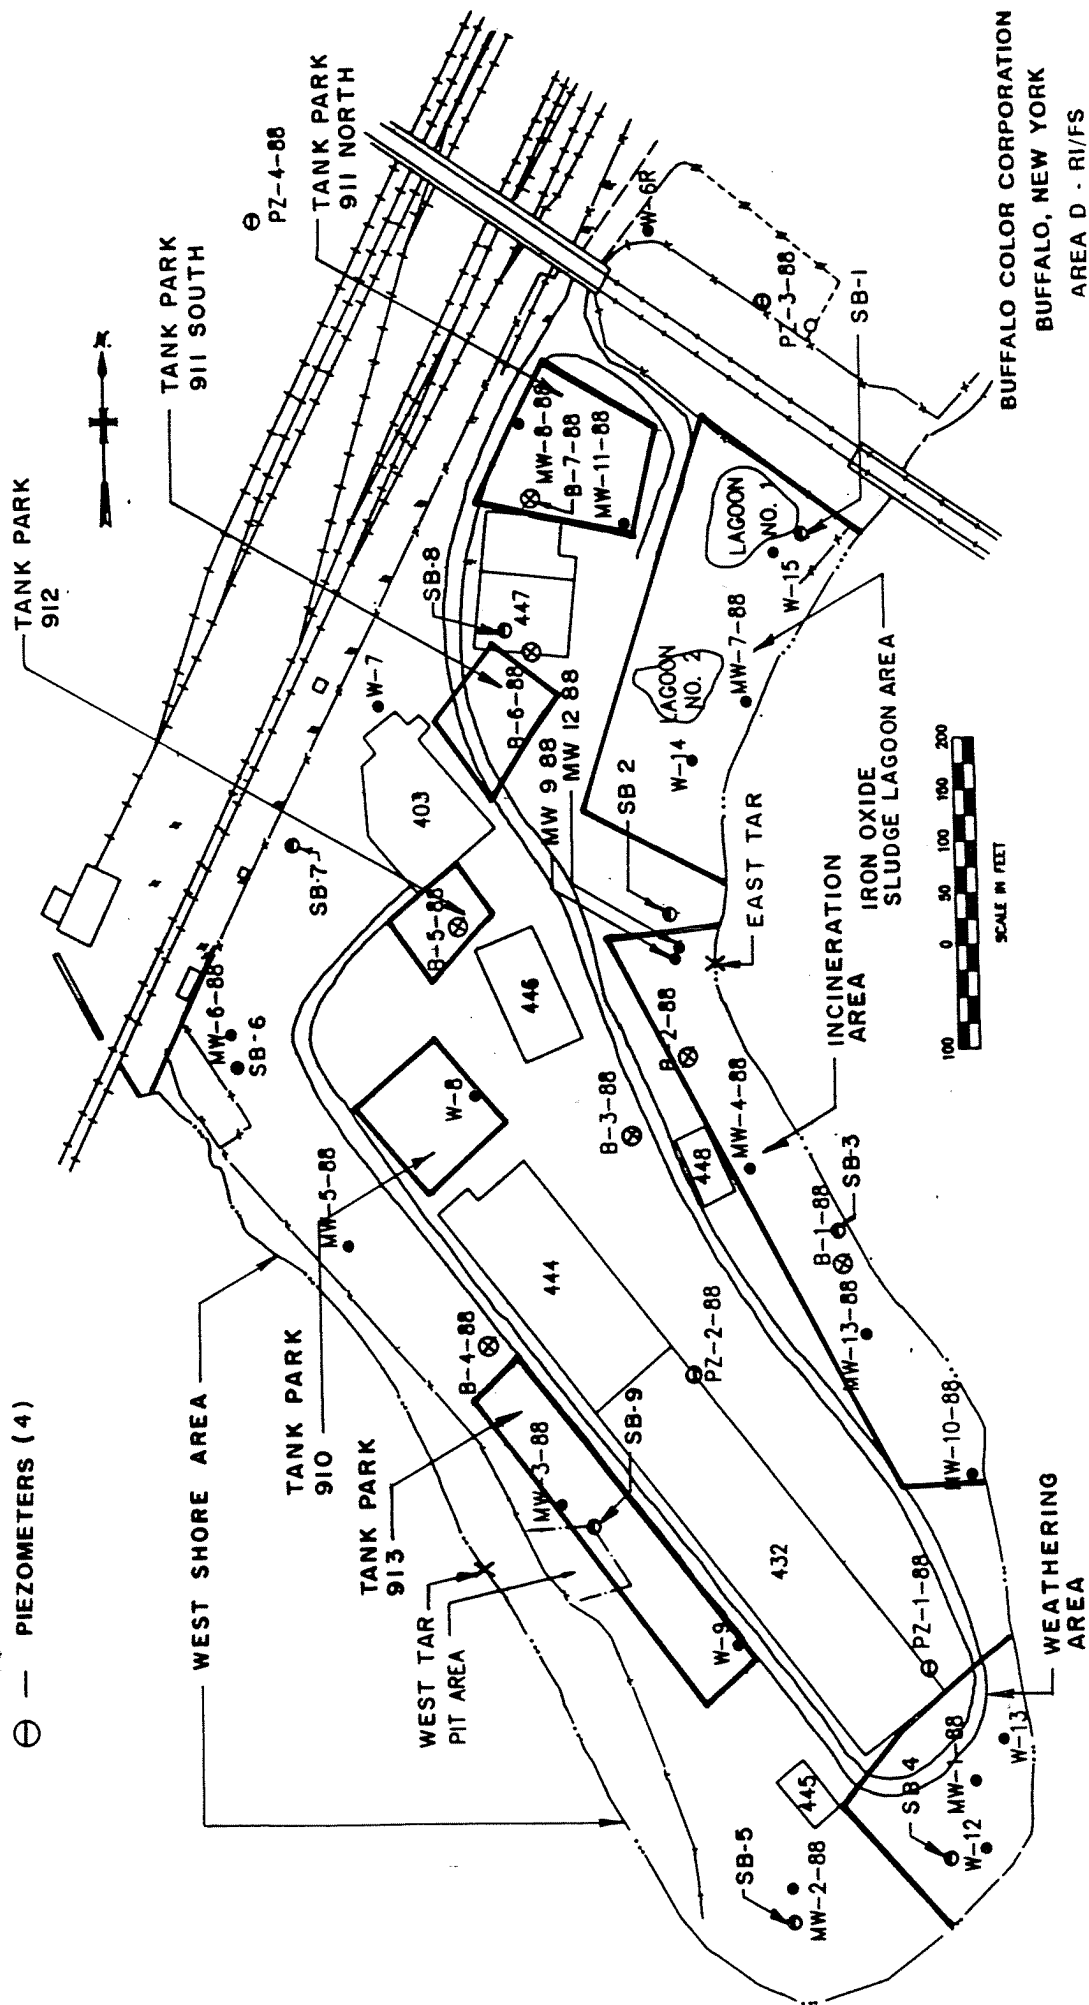 ⊖ — PIEZOMETERS (4)
TANK PARK
912
TANK PARK
911 SOUTH
PZ-4-88
TANK PARK
911 NORTH
WEST SHORE AREA
TANK PARK
910
TANK PARK
913
WEST TAR
PIT AREA
MW-6-88
SB-6
SB-7
W-7
403
B-5-88
446
W-8
MW-5-88
444
B-4-88
MW-3-88
SB-9
W-9
432
PZ-2-88
PZ-1-88
445
SB-5
MW-2-88
SB 4
MW-1-88
W-12
W-13
WEATHERING
AREA
MW-10-88
MW-13-88
B-1-88
SB-3
MW-4-88
448
B-3-88
B-2-88
INCINERATION
AREA
EAST TAR
SB 2
MW 9 88
MW 12 88
B-6-88
447
SB-8
MW-8-88
B-7-88
MW-11-88
LAGOON
NO. 1
LAGOON
NO. 2
W-14
MW-7-88
W-15
SB-1
PZ-3-88
W-6R
IRON OXIDE
SLUDGE LAGOON AREA
100 0 50 100 150 200
SCALE IN FEET
BUFFALO COLOR CORPORATION
BUFFALO, NEW YORK
AREA D - RI/FS